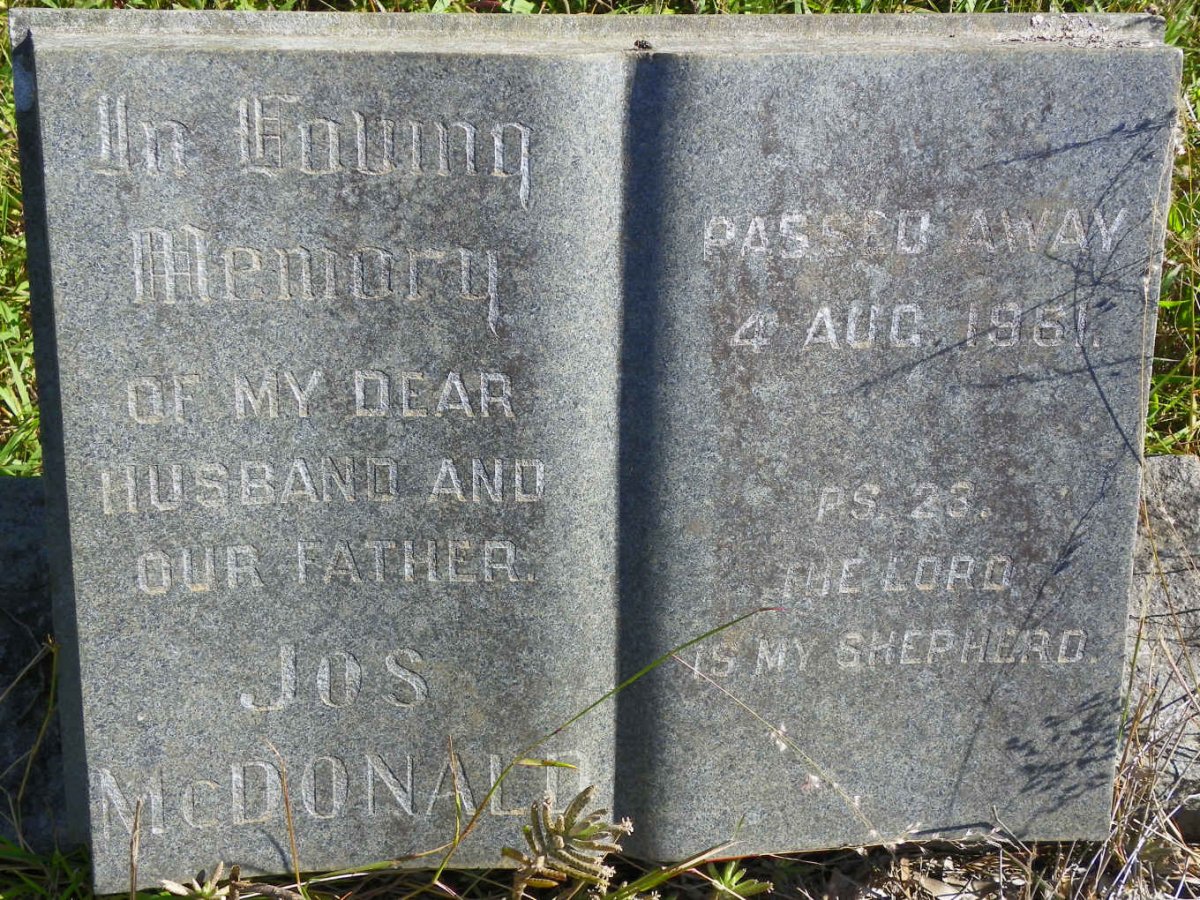 In Loving
Memory
OF MY DEAR
HUSBAND AND
OUR FATHER.
JOS
McDONALD
PASSED AWAY
4 AUG. 1961.
PS. 23.
THE LORD
IS MY SHEPHERD.